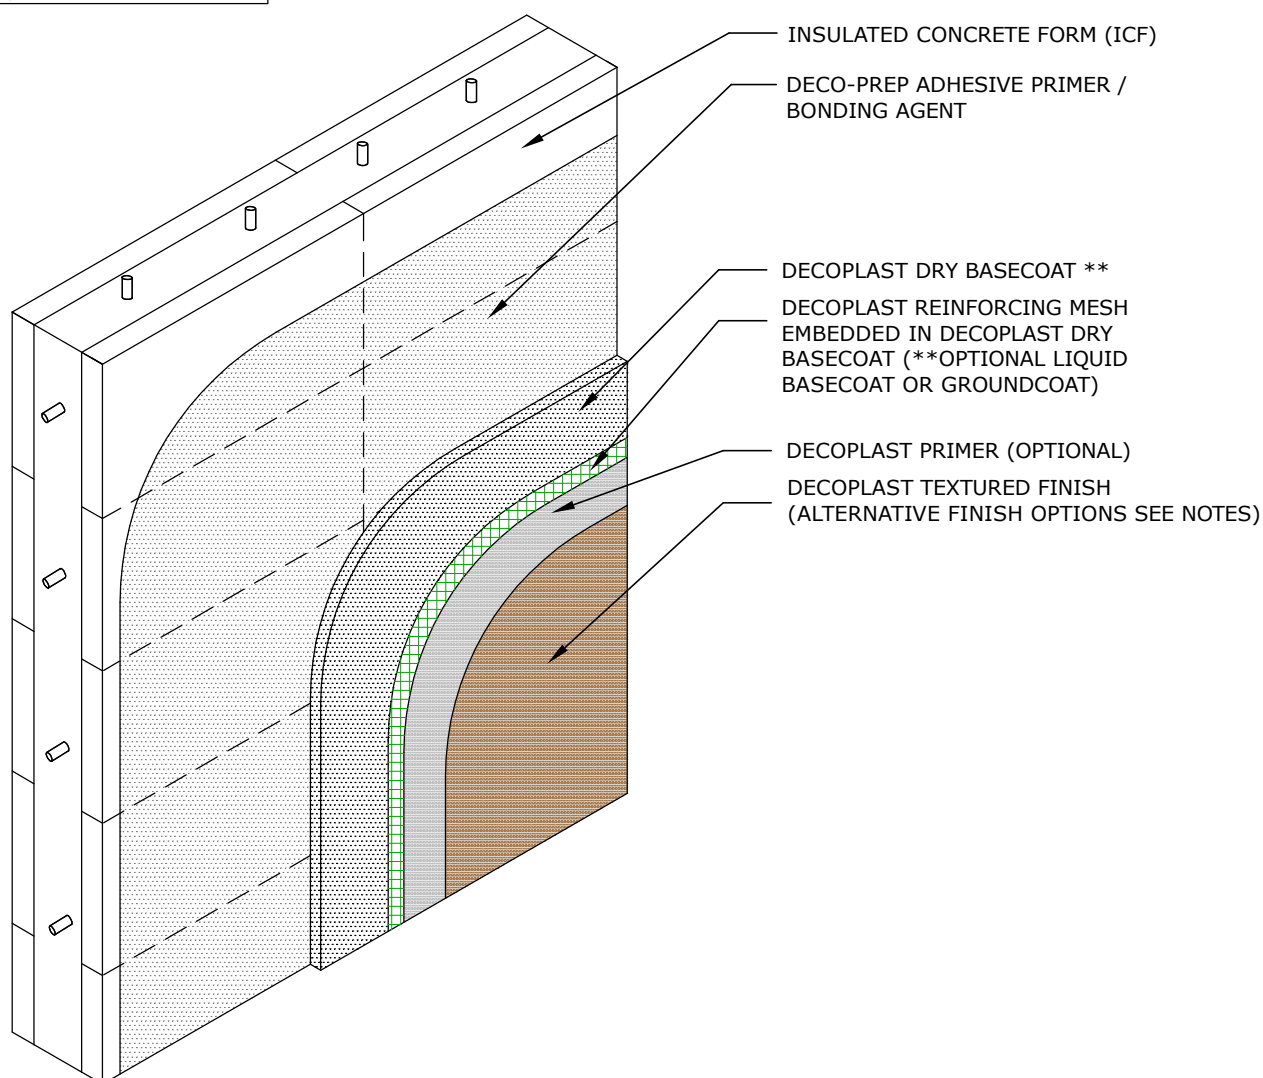 INSULATED CONCRETE FORM (ICF)
DECO-PREP ADHESIVE PRIMER /
BONDING AGENT
DECOPLAST DRY BASECOAT **
DECOPLAST REINFORCING MESH
EMBEDDED IN DECOPLAST DRY
BASECOAT (**OPTIONAL LIQUID
BASECOAT OR GROUNDCOAT)
DECOPLAST PRIMER (OPTIONAL)
DECOPLAST TEXTURED FINISH
(ALTERNATIVE FINISH OPTIONS SEE NOTES)